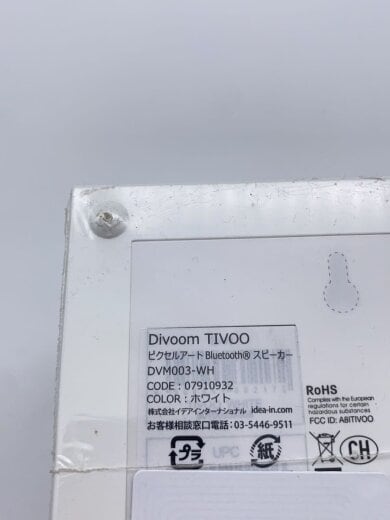 Divoom TIVOO
ピクセルアート Bluetooth® スピーカー
DVM003-WH
CODE : 07910932
COLOR : ホワイト
株式会社イデアインターナショナル idea-in.com
お客様相談窓口電話 : 03-5446-9511
プラ
紙
UPC
RoHS
Complies with the European
regulations for certain
hazardous substances
FCC ID: ABITIVOO
CH